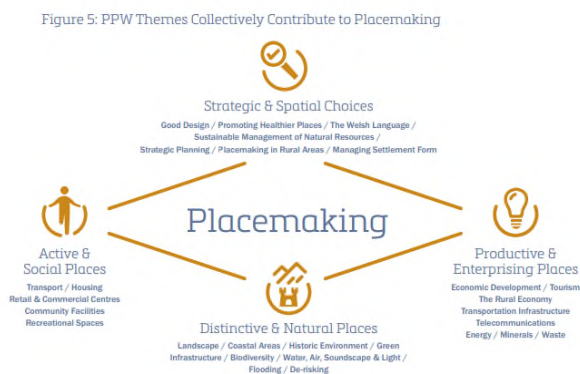 Figure 5: PPW Themes Collectively Contribute to Placemaking
Strategic & Spatial Choices
Good Design / Promoting Healthier Places / The Welsh Language /
Sustainable Management of Natural Resources /
Strategic Planning / Placemaking in Rural Areas / Managing Settlement Form
Placemaking
Active &
Social Places
Transport / Housing
Retail & Commercial Centres
Community Facilities
Recreational Spaces
Productive &
Enterprising Places
Economic Development / Tourism
The Rural Economy
Transportation Infrastructure
Telecommunications
Energy / Minerals / Waste
Distinctive & Natural Places
Landscape / Coastal Areas / Historic Environment / Green
Infrastructure / Biodiversity / Water, Air, Soundscape & Light /
Flooding / De-risking